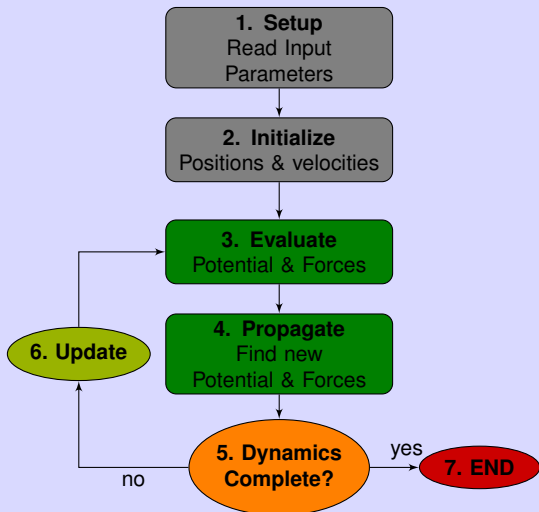 1. Setup
Read Input
Parameters
2. Initialize
Positions & velocities
3. Evaluate
Potential & Forces
4. Propagate
Find new
Potential & Forces
6. Update
5. Dynamics
Complete?
yes
7. END
no